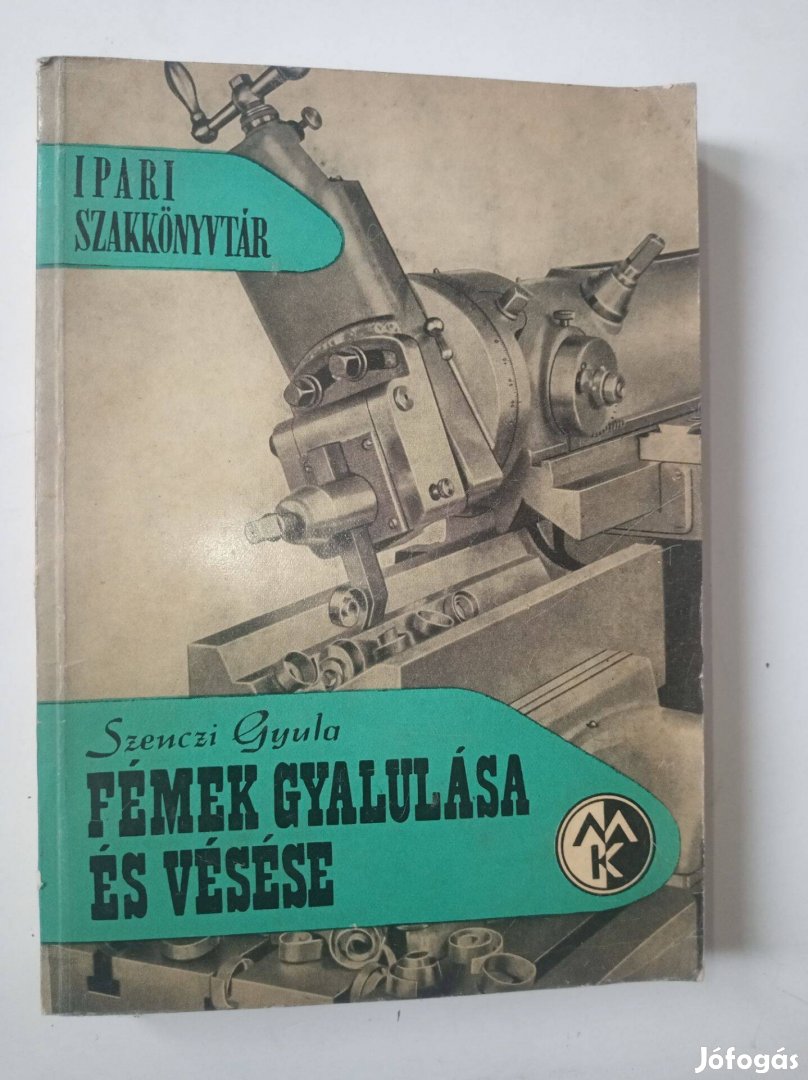 IPARI
SZAKKÖNYVTÁR
Szenczi Gyula
FÉMEK GYALULÁSA
ÉS VÉSÉSE
MK
Jófogás